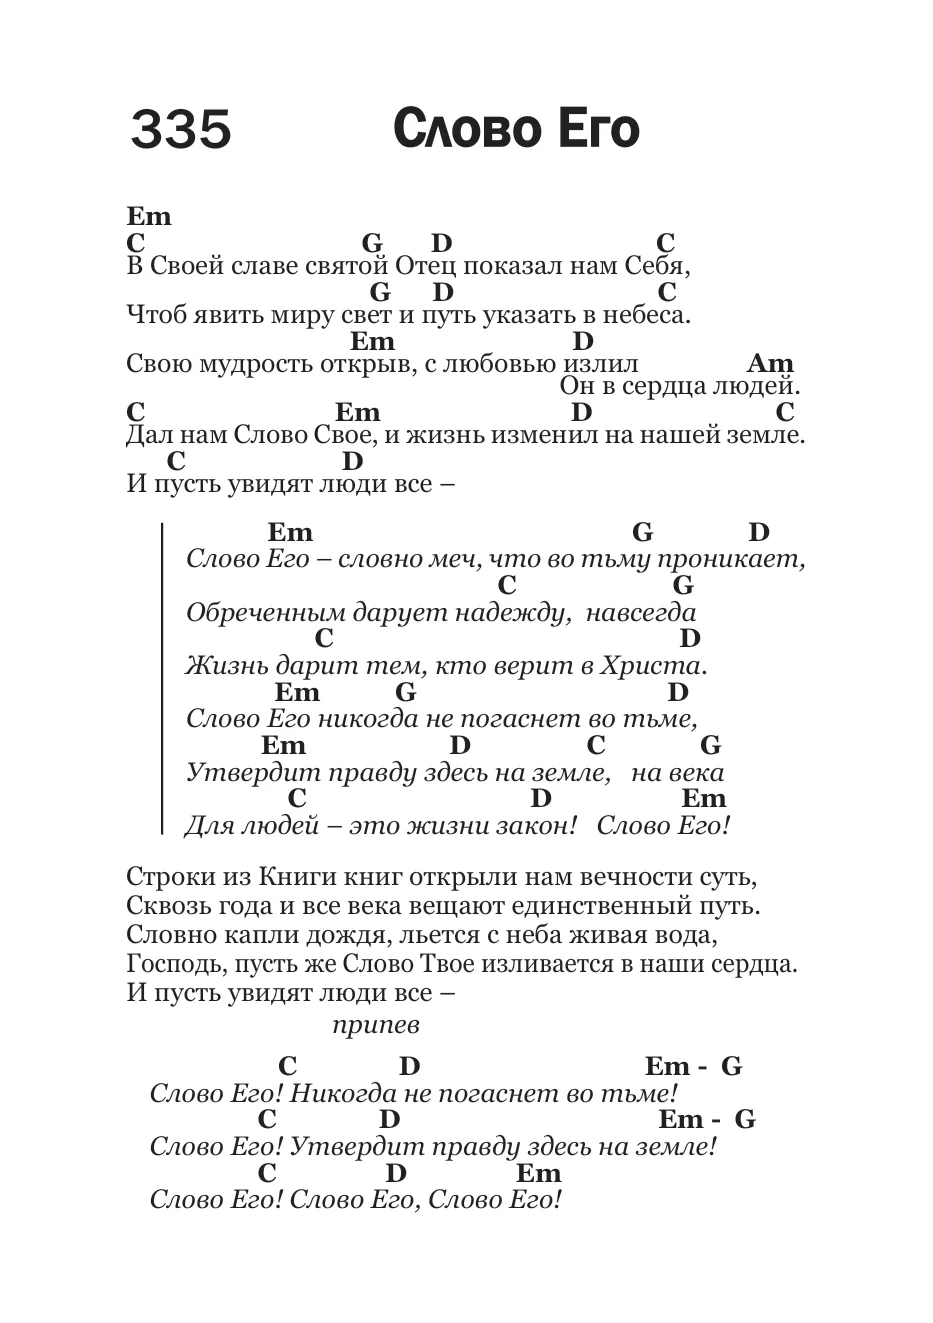 335 Слово Его
Em
C G D C
В Своей славе святой Отец показал нам Себя,
G D C
Чтоб явить миру свет и путь указать в небеса.
Em D
Свою мудрость открыв, с любовью излил Am
Он в сердца людей.
C Em D C
Дал нам Слово Свое, и жизнь изменил на нашей земле.
C D
И пусть увидят люди все –
Em G D
Слово Его – словно меч, что во тьму проникает,
C G
Обреченным дарует надежду, навсегда
C D
Жизнь дарит тем, кто верит в Христа.
Em G D
Слово Его никогда не погаснет во тьме,
Em D C G
Утвердит правду здесь на земле, на века
C D Em
Для людей – это жизни закон! Слово Его!
Строки из Книги книг открыли нам вечности суть,
Сквозь года и все века вещают единственный путь.
Словно капли дождя, льется с неба живая вода,
Господь, пусть же Слово Твое изливается в наши сердца.
И пусть увидят люди все –
припев
C D Em - G
Слово Его! Никогда не погаснет во тьме!
C D Em - G
Слово Его! Утвердит правду здесь на земле!
C D Em
Слово Его! Слово Его, Слово Его!